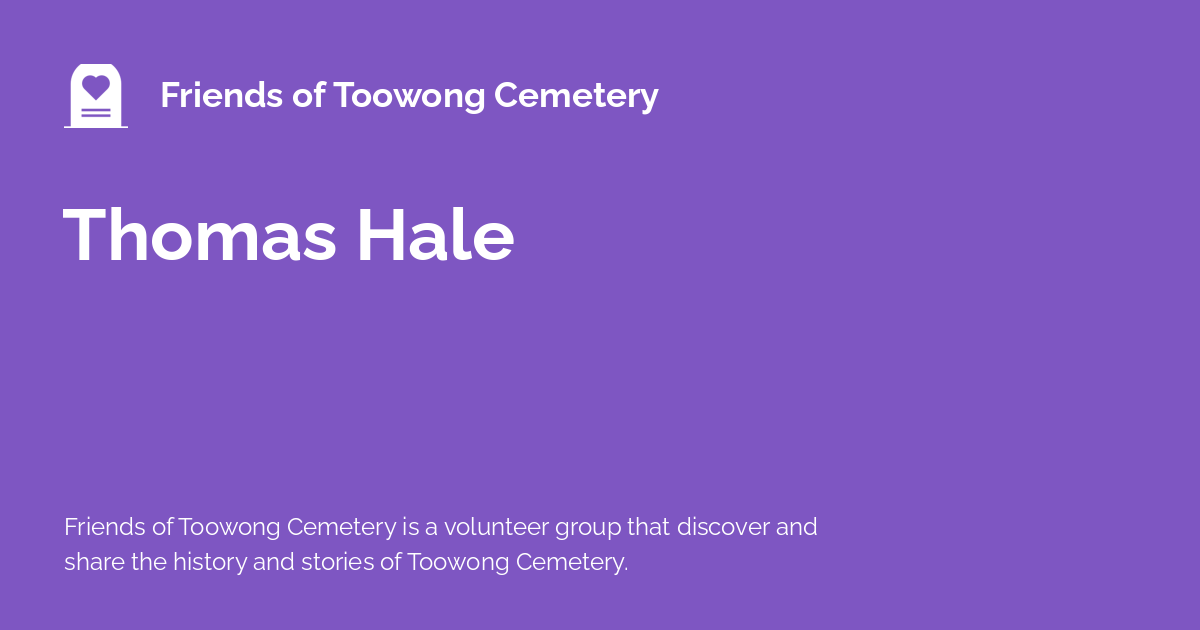 Friends of Toowong Cemetery
Thomas Hale
Friends of Toowong Cemetery is a volunteer group that discover and
share the history and stories of Toowong Cemetery.